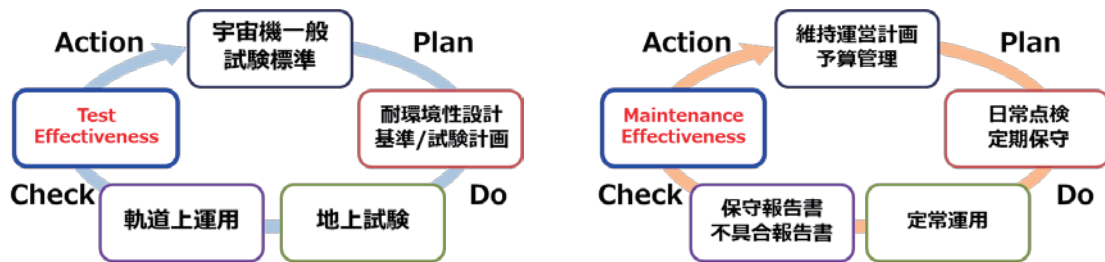 Action
宇宙機一般
試験標準
Plan
Test
Effectiveness
耐環境性設計
基準/試験計画
Check
軌道上運用
地上試験
Do
Action
維持運営計画
予算管理
Plan
Maintenance
Effectiveness
日常点検
定期保守
Check
保守報告書
不具合報告書
定常運用
Do